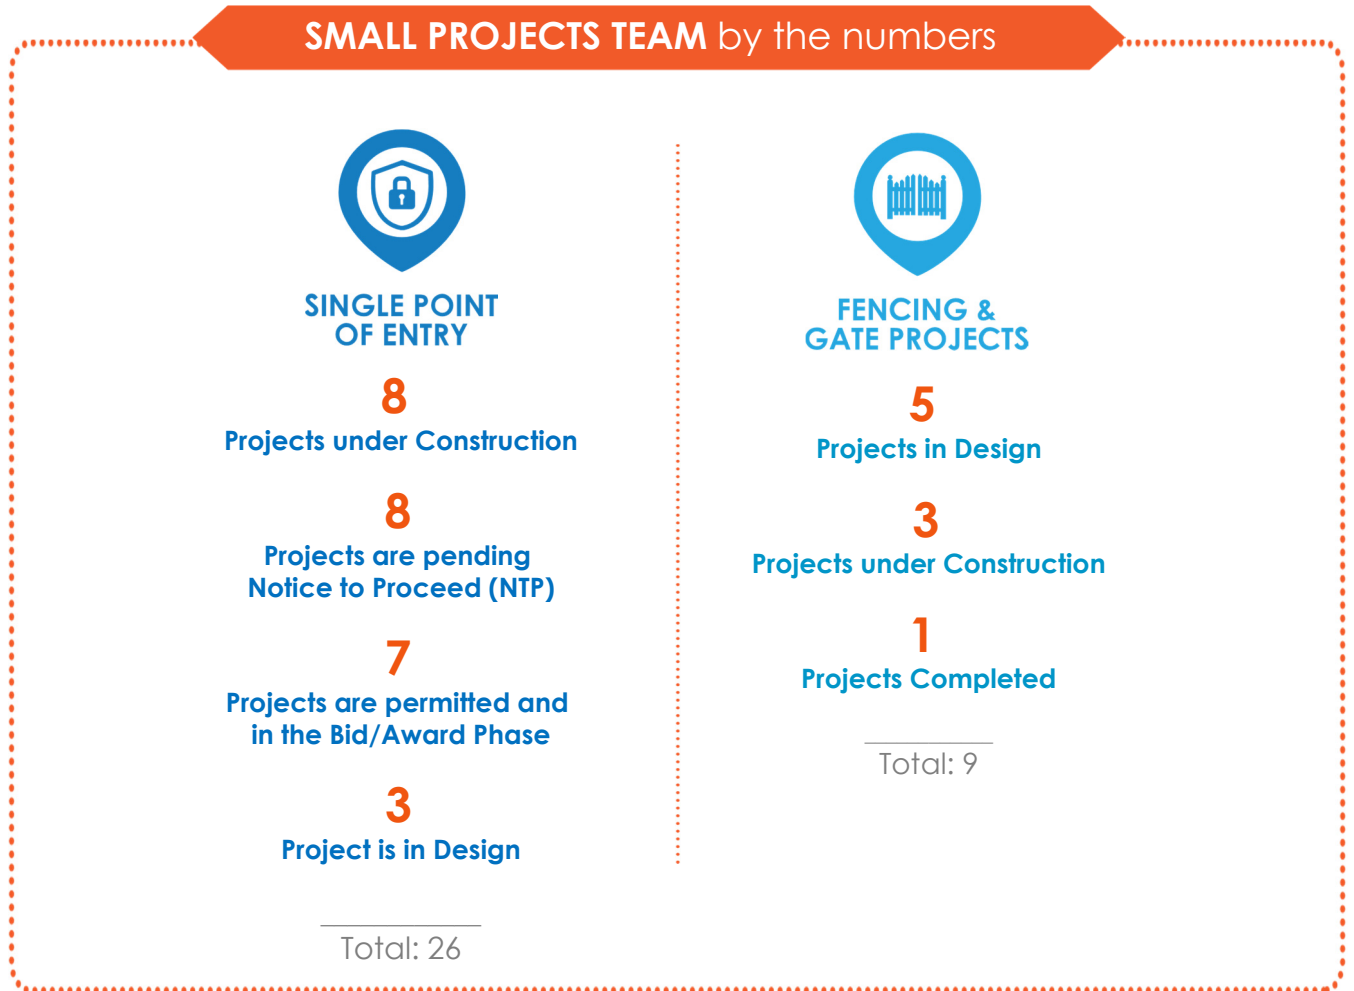 SMALL PROJECTS TEAM by the numbers
SINGLE POINT
OF ENTRY
8
Projects under Construction
8
Projects are pending
Notice to Proceed (NTP)
7
Projects are permitted and
in the Bid/Award Phase
3
Project is in Design
Total: 26
FENCING &
GATE PROJECTS
5
Projects in Design
3
Projects under Construction
1
Projects Completed
Total: 9